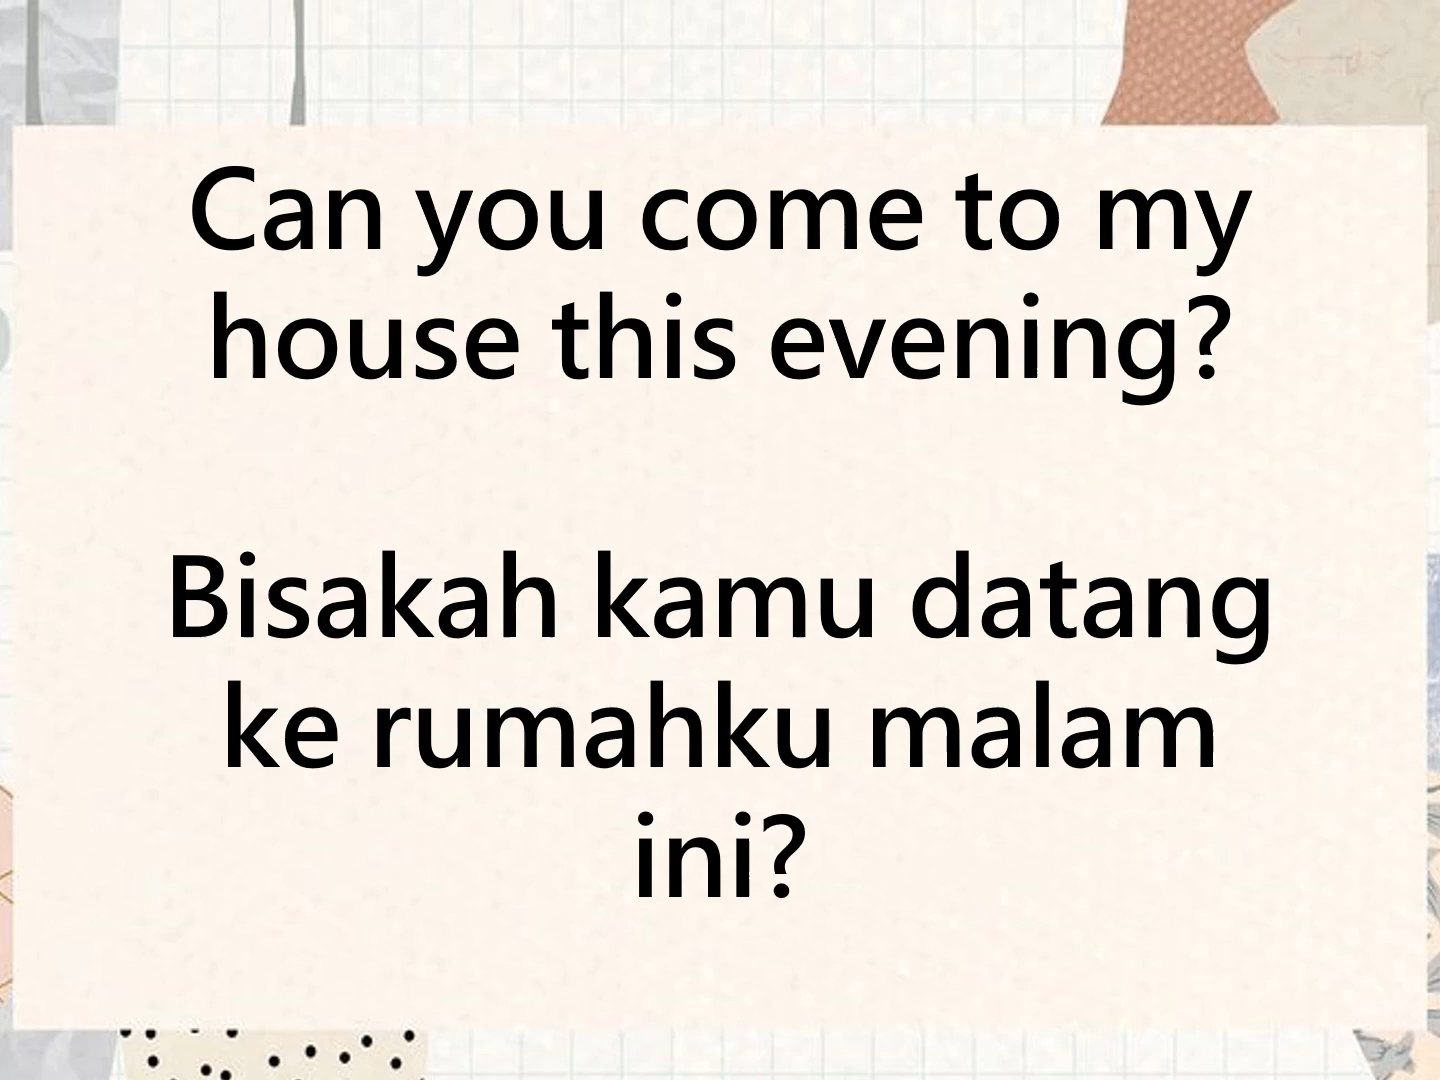 Can you come to my
house this evening?
Bisakah kamu datang
ke rumahku malam
ini?